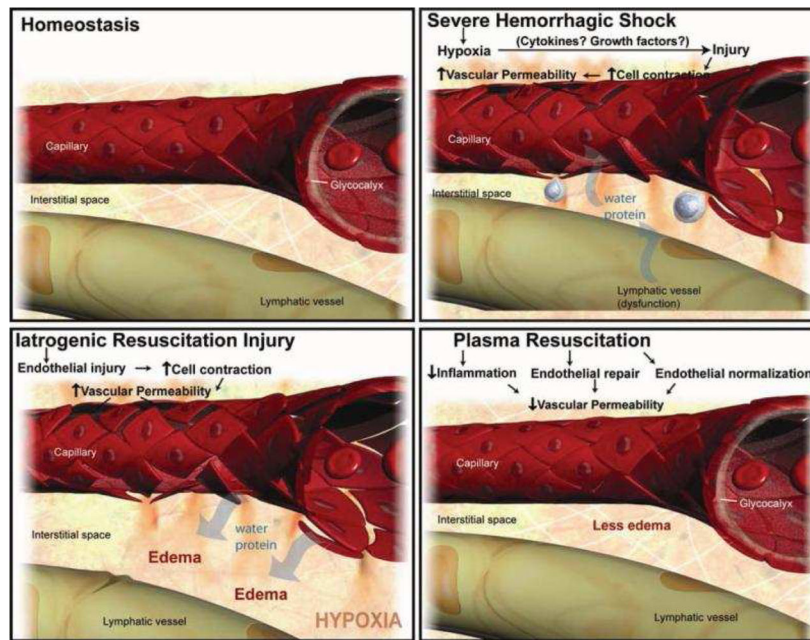 Homeostasis
Capillary
Glycocalyx
Interstitial space
Lymphatic vessel
Severe Hemorrhagic Shock
(Cytokines? Growth factors?)
Hypoxia
Injury
↑Vascular Permeability ← ↑Cell contraction
Capillary
Interstitial space
water
protein
Lymphatic vessel
(dysfunction)
Iatrogenic Resuscitation Injury
Endothelial injury → ↑Cell contraction
↑Vascular Permeability
Capillary
Interstitial space
water
protein
Edema
Edema
Lymphatic vessel
HYPOXIA
Plasma Resuscitation
↓Inflammation
Endothelial repair
Endothelial normalization
↓Vascular Permeability
Capillary
Glycocalyx
Interstitial space
Less edema
Lymphatic vessel